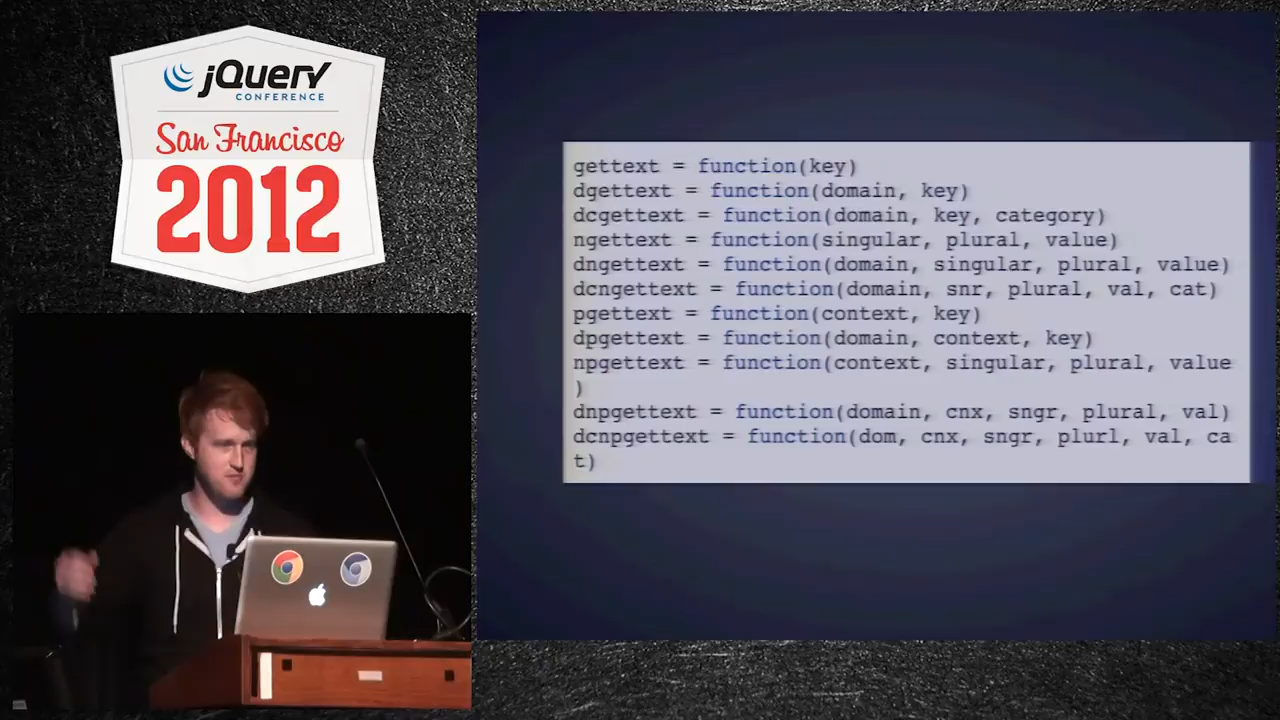 jQuery
CONFERENCE
San Francisco
2012
gettext = function(key)
dgettext = function(domain, key)
dcgettext = function(domain, key, category)
ngettext = function(singular, plural, value)
dngettext = function(domain, singular, plural, value)
dcngettext = function(domain, snr, plural, val, cat)
pgettext = function(context, key)
dpgettext = function(domain, context, key)
npgettext = function(context, singular, plural, value
)
dnpgettext = function(domain, cnx, sngr, plural, val)
dcnpgettext = function(dom, cnx, sngr, plurl, val, ca
t)